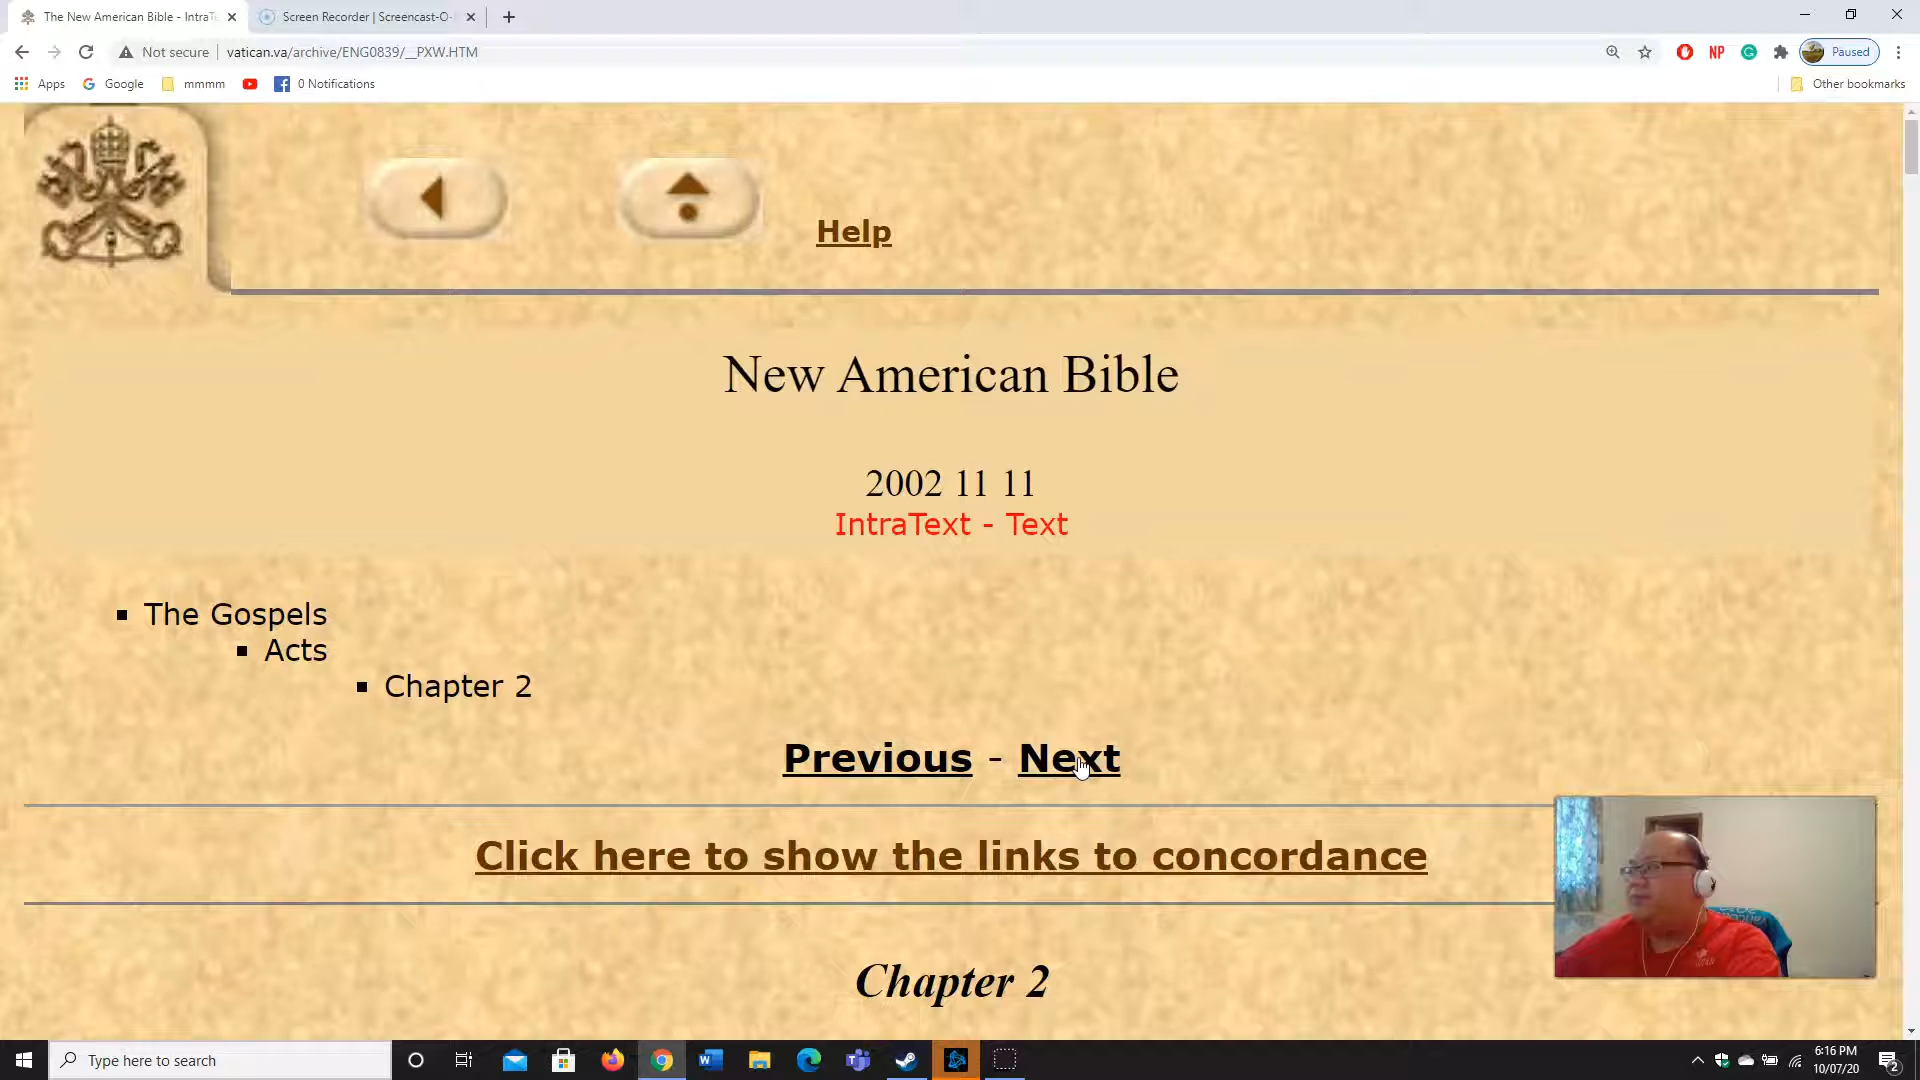 The New American Bible - IntraTe
Screen Recorder | Screencast-O-
Not secure
vatican.va/archive/ENG0839/__PXW.HTM
NP
Paused
Apps
Google
mmmm
0 Notifications
Other bookmarks
Help
New American Bible
2002 11 11
IntraText - Text
The Gospels
Acts
Chapter 2
Previous - Next
Click here to show the links to concordance
Chapter 2
Type here to search
6:16 PM
10/07/20
2